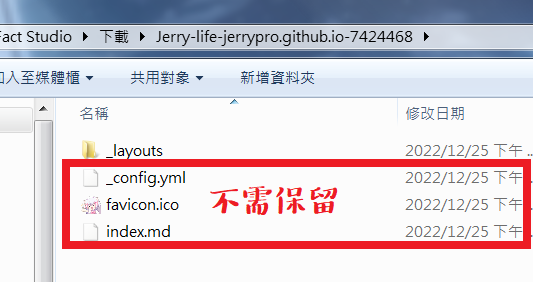 Fact Studio ▸ 下載 ▸ Jerry-life-jerrypro.github.io-7424468 ▸
加入至媒體櫃 ▾ 共用對象 ▾ 新增資料夾
名稱 修改日期
_layouts 2022/12/25 下午 ...
_config.yml 2022/12/25 下午 ...
favicon.ico 2022/12/25 下午 ...
index.md 2022/12/25 下午 ...
不需保留